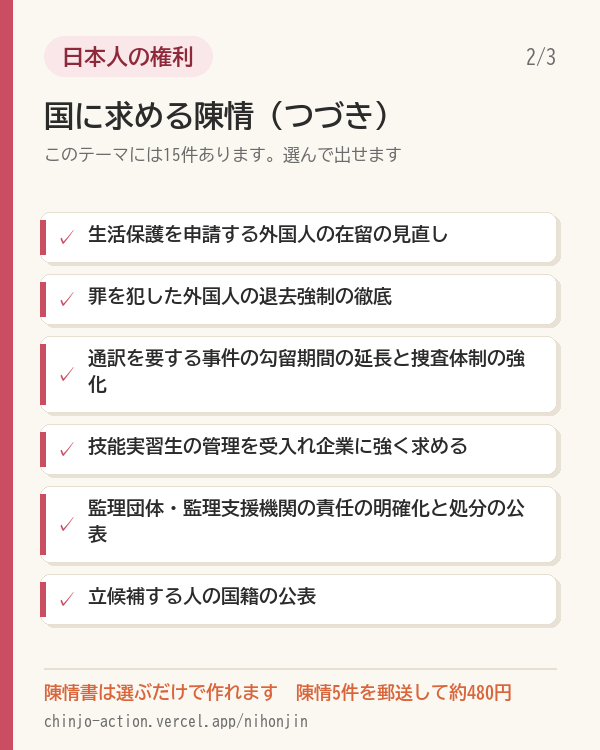 日本人の権利
2/3
国に求める陳情（つづき）
このテーマには15件あります。選んで出せます
✓ 生活保護を申請する外国人の在留の見直し
✓ 罪を犯した外国人の退去強制の徹底
✓ 通訳を要する事件の勾留期間の延長と捜査体制の強
化
✓ 技能実習生の管理を受入れ企業に強く求める
✓ 監理団体・監理支援機関の責任の明確化と処分の公
表
✓ 立候補する人の国籍の公表
陳情書は選ぶだけで作れます　陳情5件を郵送して約480円
chinjo-action.vercel.app/nihonjin